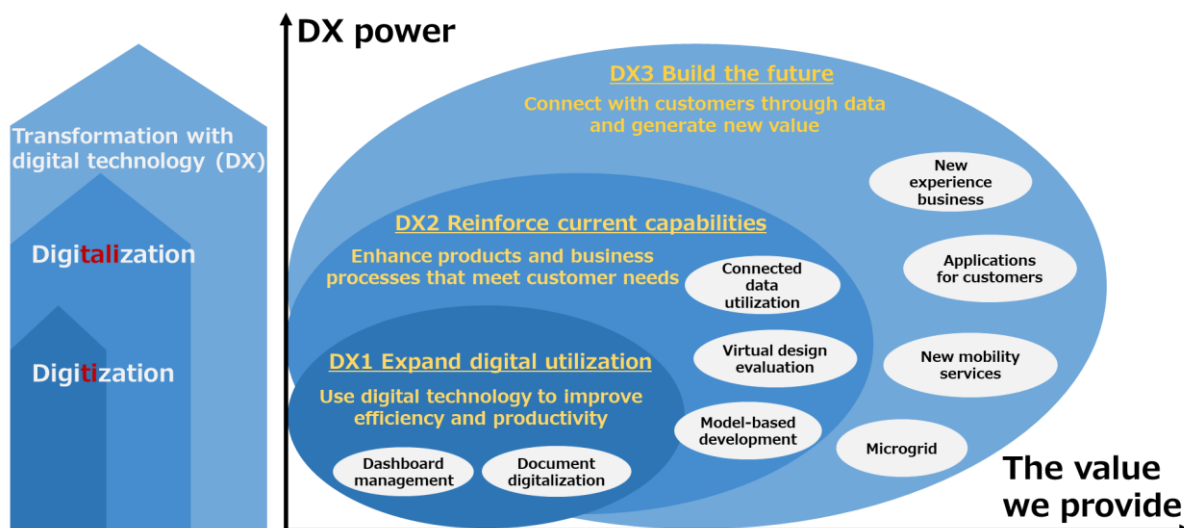 DX power
Transformation with
digital technology (DX)
Digitalization
Digitization
DX3 Build the future
Connect with customers through data
and generate new value
New
experience
business
Applications
for customers
New mobility
services
Microgrid
DX2 Reinforce current capabilities
Enhance products and business
processes that meet customer needs
Connected
data
utilization
Virtual design
evaluation
Model-based
development
DX1 Expand digital utilization
Use digital technology to improve
efficiency and productivity
Dashboard
management
Document
digitalization
The value
we provide